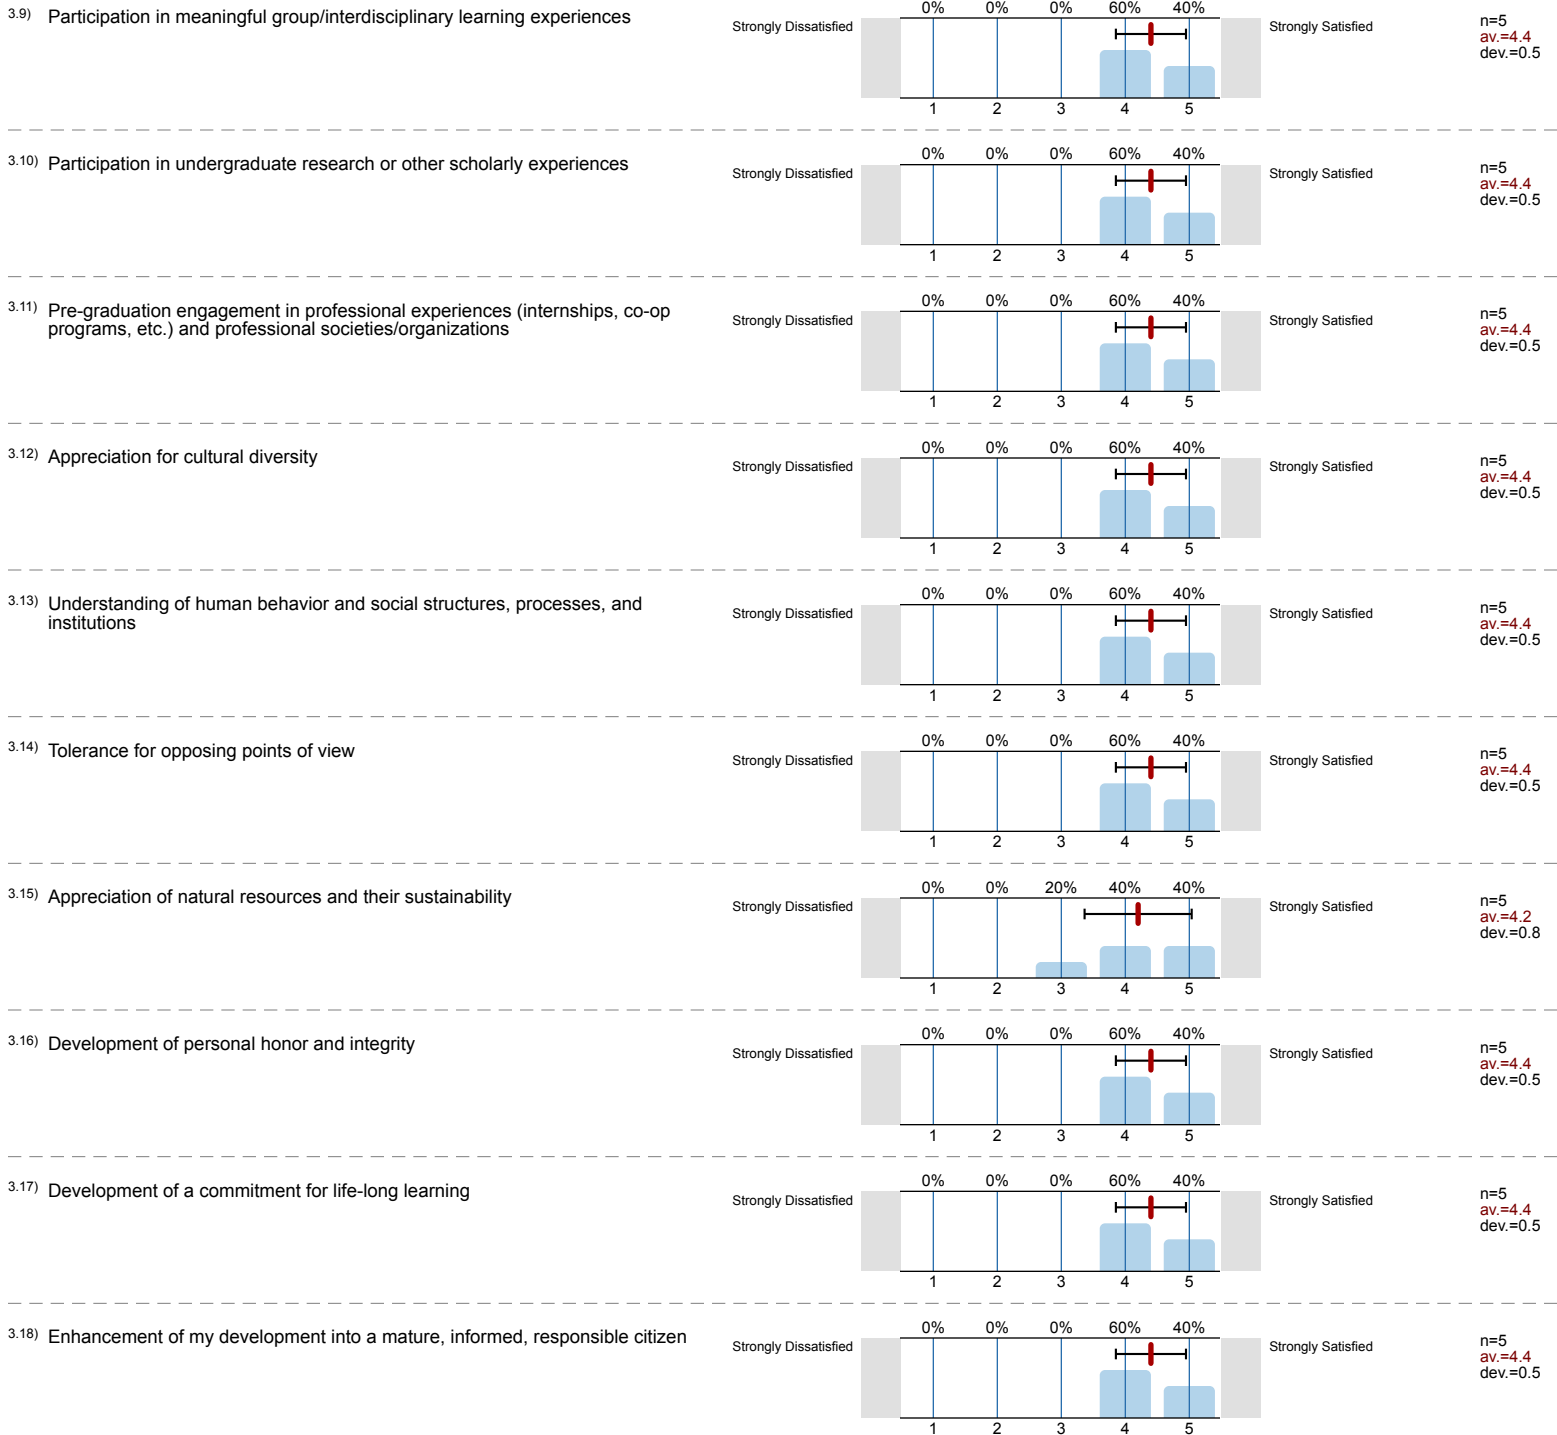 3.9) Participation in meaningful group/interdisciplinary learning experiences
0% 0% 0% 60% 40%
Strongly Dissatisfied Strongly Satisfied
n=5
av.=4.4
dev.=0.5
1 2 3 4 5
3.10) Participation in undergraduate research or other scholarly experiences
0% 0% 0% 60% 40%
Strongly Dissatisfied Strongly Satisfied
n=5
av.=4.4
dev.=0.5
1 2 3 4 5
3.11) Pre-graduation engagement in professional experiences (internships, co-op
programs, etc.) and professional societies/organizations
0% 0% 0% 60% 40%
Strongly Dissatisfied Strongly Satisfied
n=5
av.=4.4
dev.=0.5
1 2 3 4 5
3.12) Appreciation for cultural diversity
0% 0% 0% 60% 40%
Strongly Dissatisfied Strongly Satisfied
n=5
av.=4.4
dev.=0.5
1 2 3 4 5
3.13) Understanding of human behavior and social structures, processes, and
institutions
0% 0% 0% 60% 40%
Strongly Dissatisfied Strongly Satisfied
n=5
av.=4.4
dev.=0.5
1 2 3 4 5
3.14) Tolerance for opposing points of view
0% 0% 0% 60% 40%
Strongly Dissatisfied Strongly Satisfied
n=5
av.=4.4
dev.=0.5
1 2 3 4 5
3.15) Appreciation of natural resources and their sustainability
0% 0% 20% 40% 40%
Strongly Dissatisfied Strongly Satisfied
n=5
av.=4.2
dev.=0.8
1 2 3 4 5
3.16) Development of personal honor and integrity
0% 0% 0% 60% 40%
Strongly Dissatisfied Strongly Satisfied
n=5
av.=4.4
dev.=0.5
1 2 3 4 5
3.17) Development of a commitment for life-long learning
0% 0% 0% 60% 40%
Strongly Dissatisfied Strongly Satisfied
n=5
av.=4.4
dev.=0.5
1 2 3 4 5
3.18) Enhancement of my development into a mature, informed, responsible citizen
0% 0% 0% 60% 40%
Strongly Dissatisfied Strongly Satisfied
n=5
av.=4.4
dev.=0.5
1 2 3 4 5